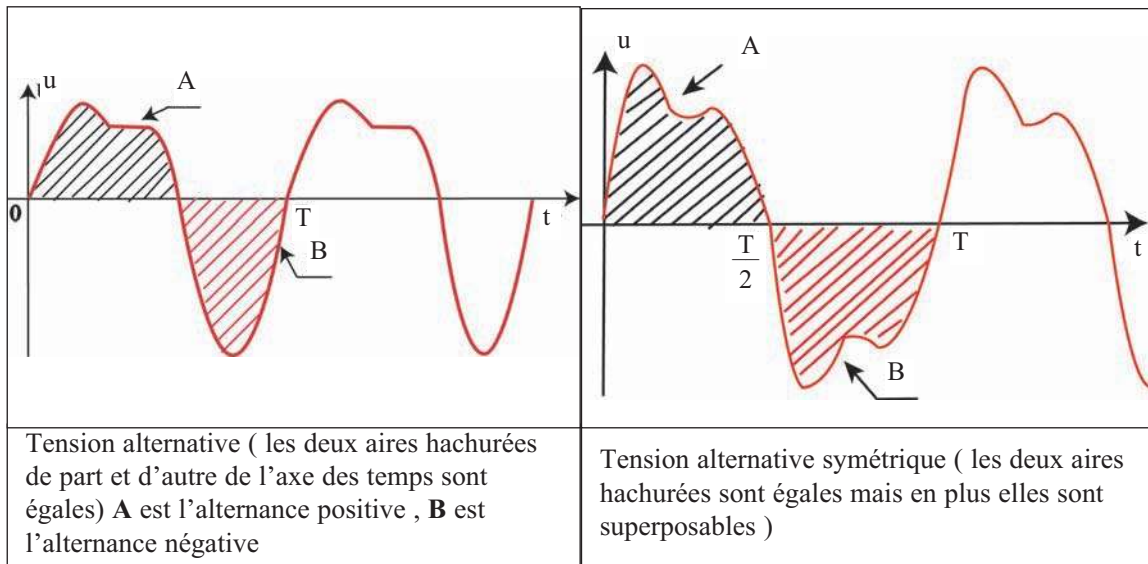 u
A
0
T
t
B
Tension alternative ( les deux aires hachurées
de part et d'autre de l'axe des temps sont
égales) A est l'alternance positive , B est
l'alternance négative
u
A
T
2
T
t
B
Tension alternative symétrique ( les deux aires
hachurées sont égales mais en plus elles sont
superposables )